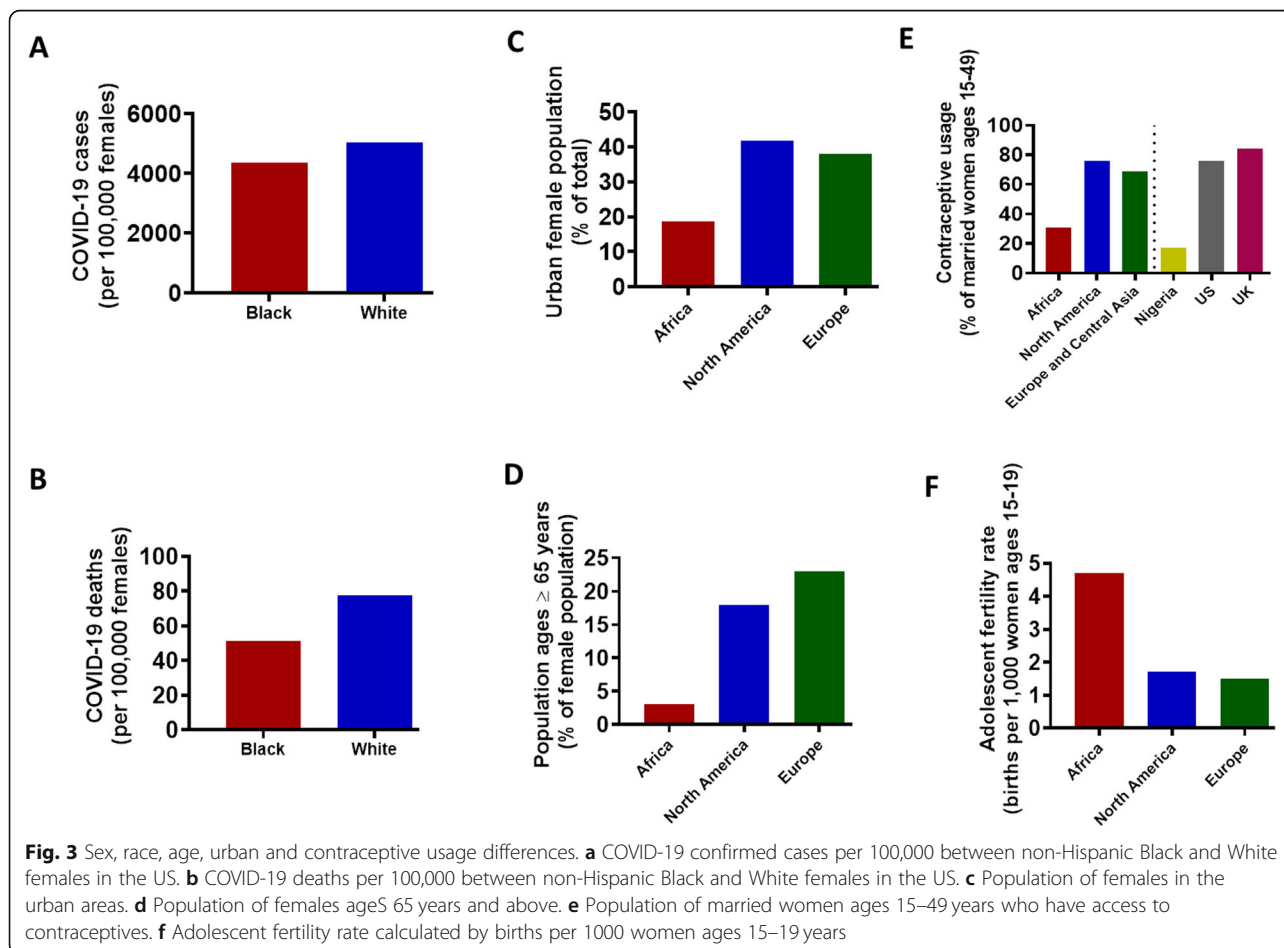 A
COVID-19 cases
(per 100,000 females)
6000
4000
2000
0
Black
White
B
COVID-19 deaths
(per 100,000 females)
100
80
60
40
20
0
Black
White
C
Urban female population
(% of total)
50
40
30
20
10
0
Africa
North America
Europe
D
Population ages ≥ 65 years
(% of female population)
25
20
15
10
5
0
Africa
North America
Europe
E
Contraceptive usage
(% of married women ages 15-49)
100
80
60
40
20
0
Africa
North America
Europe and Central Asia
Nigeria
US
UK
F
Adolescent fertility rate
(births per 1,000 women ages 15-19)
5
4
3
2
1
0
Africa
North America
Europe
Fig. 3 Sex, race, age, urban and contraceptive usage differences. a COVID-19 confirmed cases per 100,000 between non-Hispanic Black and White
females in the US. b COVID-19 deaths per 100,000 between non-Hispanic Black and White females in the US. c Population of females in the
urban areas. d Population of females ageS 65 years and above. e Population of married women ages 15–49 years who have access to
contraceptives. f Adolescent fertility rate calculated by births per 1000 women ages 15–19 years